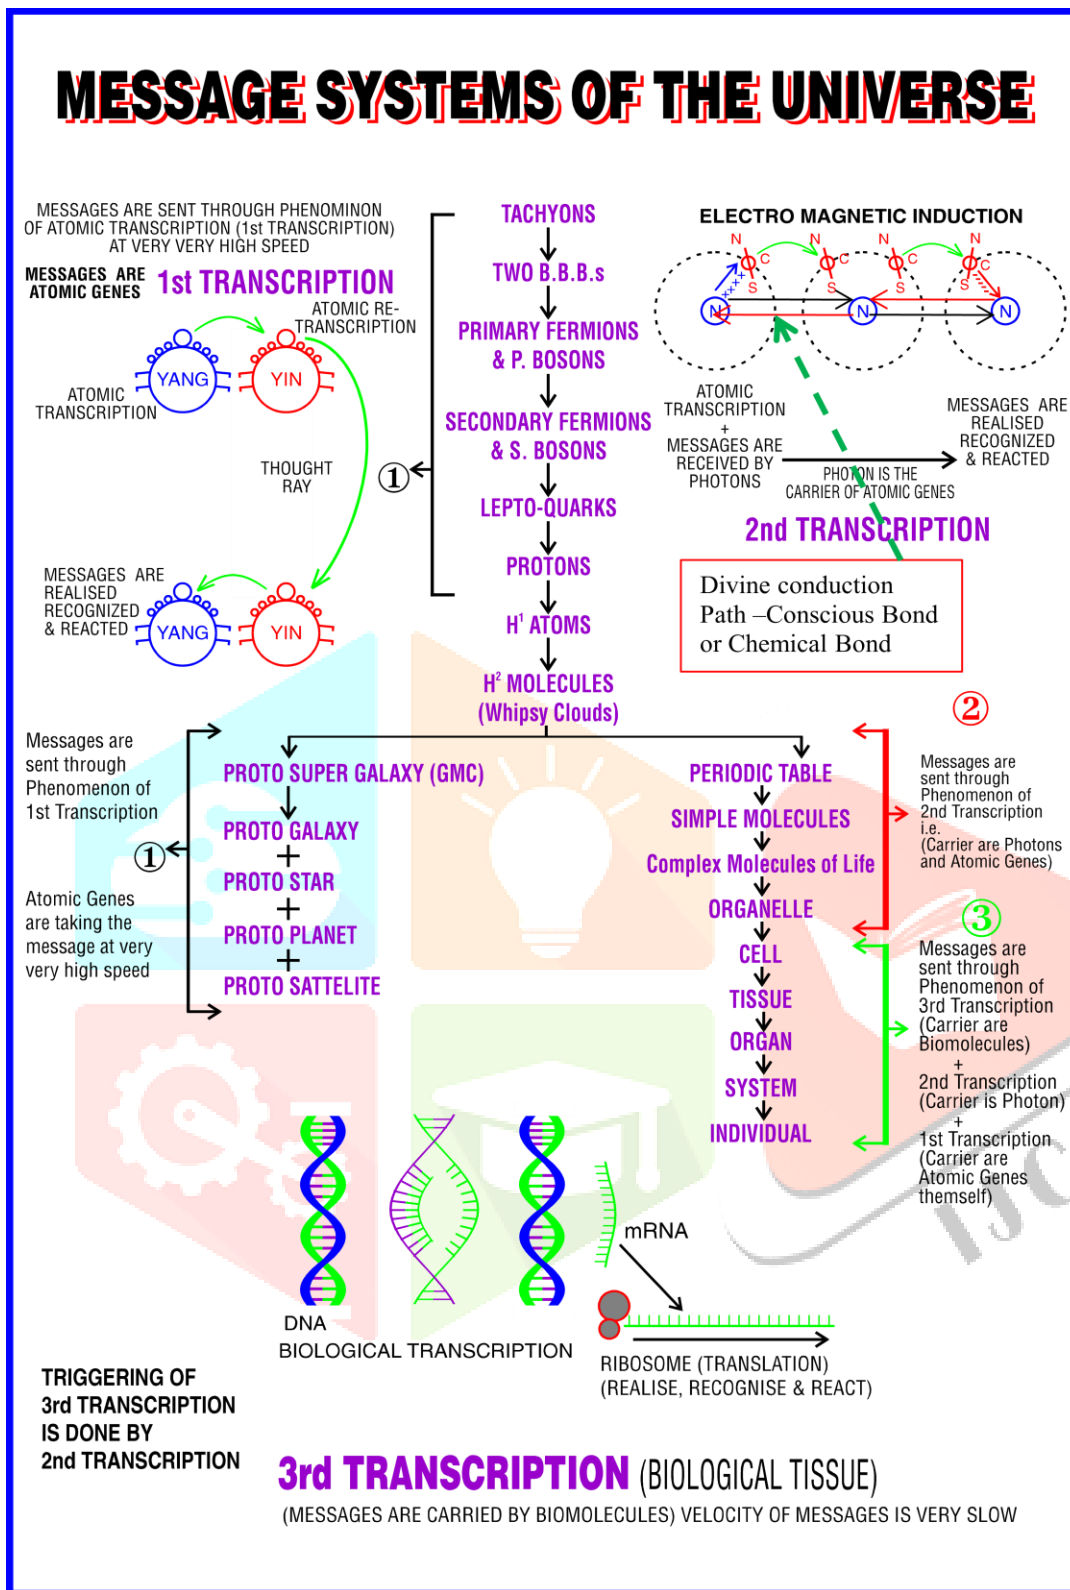 MESSAGE SYSTEMS OF THE UNIVERSE
MESSAGES ARE SENT THROUGH PHENOMINON
OF ATOMIC TRANSCRIPTION (1st TRANSCRIPTION)
AT VERY VERY HIGH SPEED
MESSAGES ARE
ATOMIC GENES
1st TRANSCRIPTION
ATOMIC RE-
TRANSCRIPTION
YANG
YIN
ATOMIC
TRANSCRIPTION
THOUGHT
RAY
MESSAGES ARE
REALISED
RECOGNIZED
& REACTED
YANG
YIN
1
TACHYONS
TWO B.B.B.s
PRIMARY FERMIONS
& P. BOSONS
SECONDARY FERMIONS
& S. BOSONS
LEPTO-QUARKS
PROTONS
H¹ ATOMS
H² MOLECULES
(Whipsy Clouds)
ELECTRO MAGNETIC INDUCTION
N N N N
C C
S S S S
N N N
ATOMIC
TRANSCRIPTION
+
MESSAGES ARE
RECEIVED BY
PHOTONS
PHOTON IS THE
CARRIER OF ATOMIC GENES
MESSAGES ARE
REALISED
RECOGNIZED
& REACTED
2nd TRANSCRIPTION
Divine conduction
Path –Conscious Bond
or Chemical Bond
Messages are
sent through
Phenomenon of
1st Transcription
1
Atomic Genes
are taking the
message at very
very high speed
PROTO SUPER GALAXY (GMC)
PROTO GALAXY
+
PROTO STAR
+
PROTO PLANET
+
PROTO SATTELITE
PERIODIC TABLE
SIMPLE MOLECULES
Complex Molecules of Life
ORGANELLE
CELL
TISSUE
ORGAN
SYSTEM
INDIVIDUAL
2
Messages are
sent through
Phenomenon of
2nd Transcription
i.e.
(Carrier are Photons
and Atomic Genes)
3
Messages are
sent through
Phenomenon of
3rd Transcription
(Carrier are
Biomolecules)
+
2nd Transcription
(Carrier is Photon)
+
1st Transcription
(Carrier are
Atomic Genes
themself)
IJC
DNA
BIOLOGICAL TRANSCRIPTION
mRNA
RIBOSOME (TRANSLATION)
(REALISE, RECOGNISE & REACT)
TRIGGERING OF
3rd TRANSCRIPTION
IS DONE BY
2nd TRANSCRIPTION
3rd TRANSCRIPTION (BIOLOGICAL TISSUE)
(MESSAGES ARE CARRIED BY BIOMOLECULES) VELOCITY OF MESSAGES IS VERY SLOW